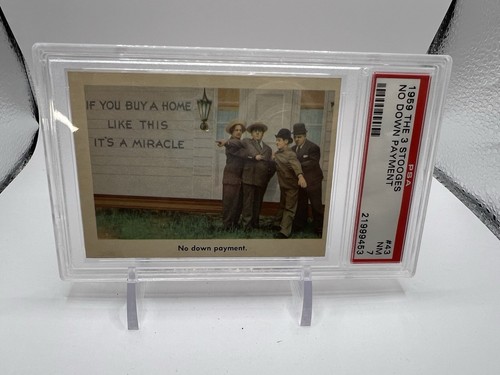 IF YOU BUY A HOME
LIKE THIS
IT'S A MIRACLE
No down payment.
PSA
1959 THE 3 STOOGES
NO DOWN PAYMENT
#43
NM
7
21999453